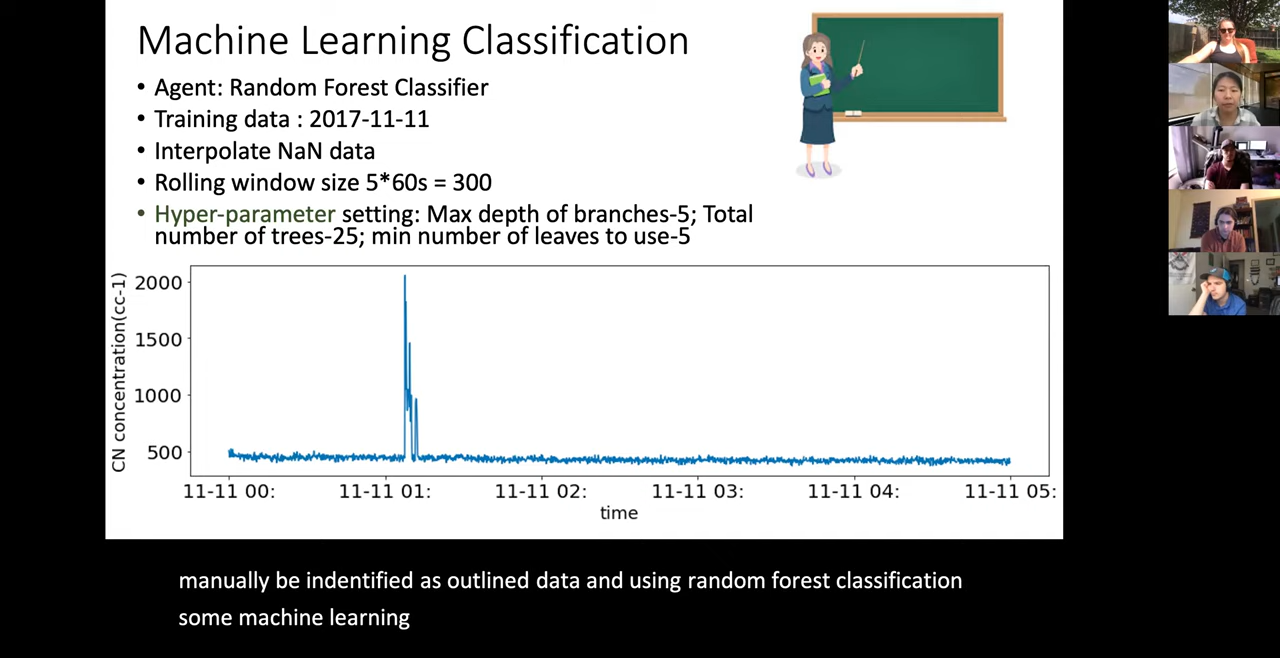 Machine Learning Classification
• Agent: Random Forest Classifier
• Training data : 2017-11-11
• Interpolate NaN data
• Rolling window size 5*60s = 300
• Hyper-parameter setting: Max depth of branches-5; Total
number of trees-25; min number of leaves to use-5
CN concentration(cc-1)
2000
1500
1000
500
11-11 00: 11-11 01: 11-11 02: 11-11 03: 11-11 04: 11-11 05:
time
manually be indentified as outlined data and using random forest classification
some machine learning